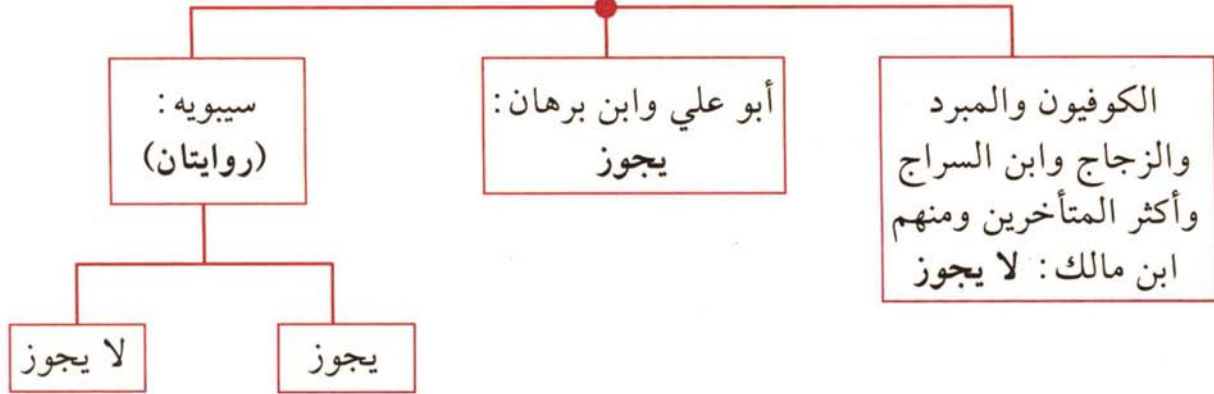 الكوفيون والمبرد
والزجاج وابن السراج
وأكثر المتأخرين ومنهم
ابن مالك: لا يجوز
أبو علي وابن برهان:
يجوز
سيبويه:
(روايتان)
يجوز
لا يجوز